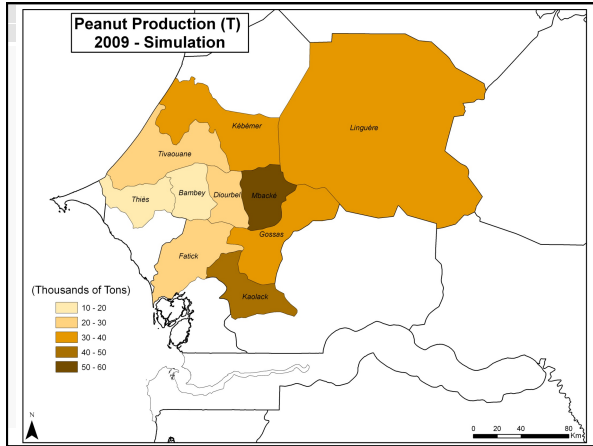 Peanut Production (T)
2009 - Simulation
Kébémer
Linguère
Tivaouane
Thiès
Bambey
Diourbel
Mbacké
Gossas
Fatick
Kaolack
(Thousands of Tons)
10 - 20
20 - 30
30 - 40
40 - 50
50 - 60
N
0 20 40 80
Km